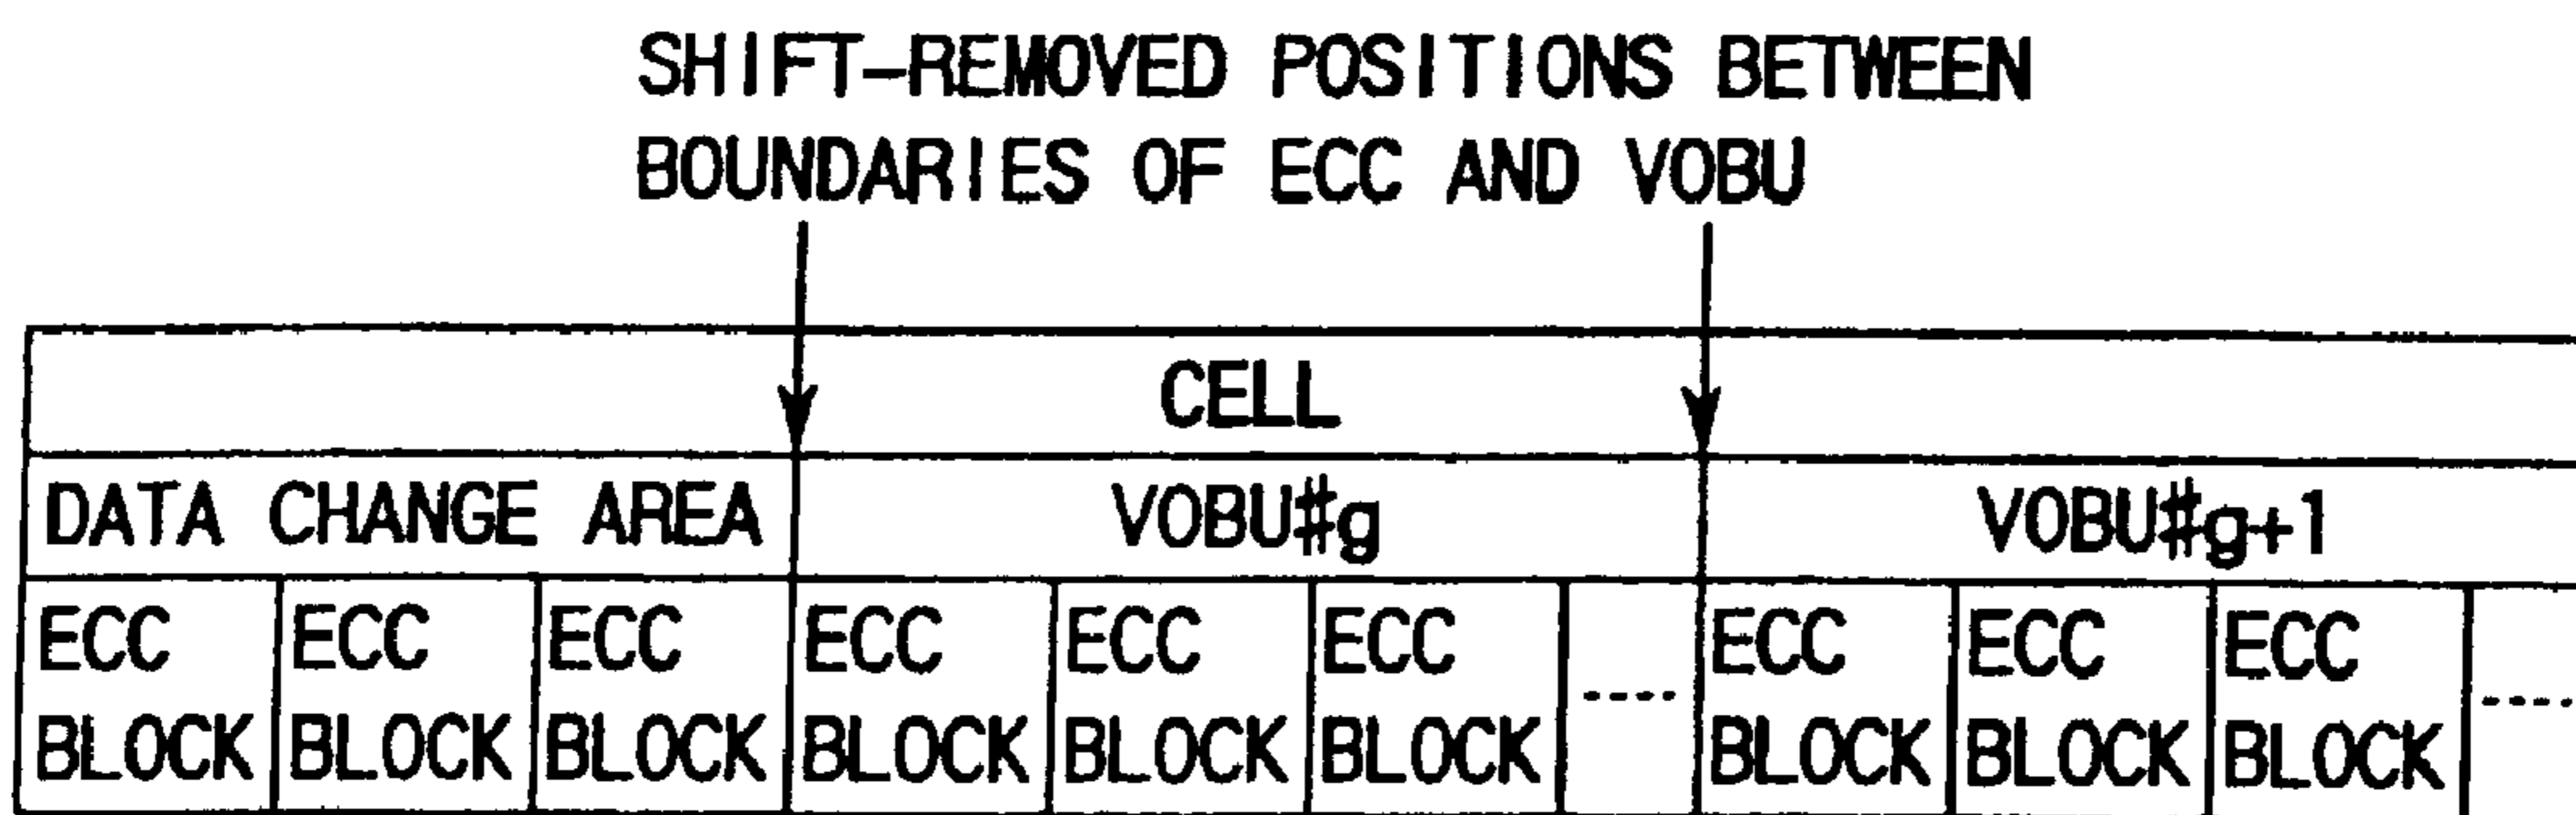 SHIFT-REMOVED POSITIONS BETWEEN
BOUNDARIES OF ECC AND VOBU
CELL
DATA CHANGE AREA VOBU#g VOBU#g+1
ECC ECC ECC ECC ECC ECC ECC ECC ECC
BLOCK BLOCK BLOCK BLOCK BLOCK BLOCK ---- BLOCK BLOCK BLOCK ----